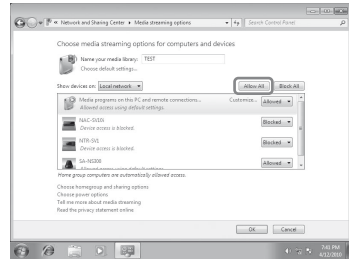 « Network and Sharing Center ▸ Media streaming options
Search Control Panel
Choose media streaming options for computers and devices
Name your media library: TEST
Choose default settings...
Show devices on: Local network
Allow All
Block All
Media programs on this PC and remote connections...
Customize...
Allowed
Allowed access using default settings.
NAC-SV10i
Blocked
Device access is blocked.
NTR-SV1
Blocked
Device access is blocked.
SA-NS200
Allowed
Allowed access using default settings.
Home group computers are automatically allowed access.
Choose homegroup and sharing options
Choose power options
Tell me more about media streaming
Read the privacy statement online
OK
Cancel
7:41 PM
4/12/2010